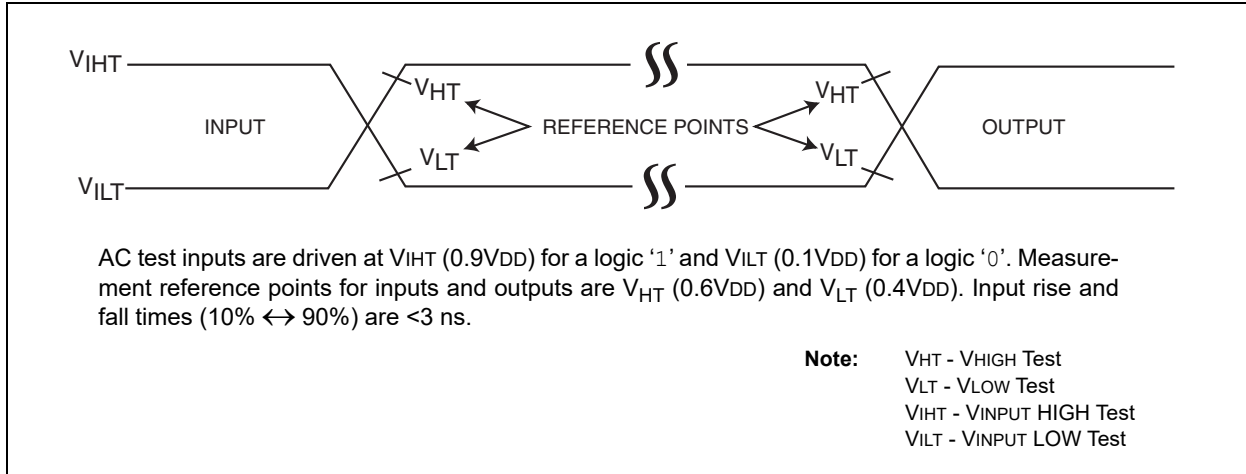 VIHT
VHT
VHT
INPUT
REFERENCE POINTS
OUTPUT
VLT
VLT
VILT
AC test inputs are driven at VIHT (0.9VDD) for a logic ‘1’ and VILT (0.1VDD) for a logic ‘0’. Measure-
ment reference points for inputs and outputs are VHT (0.6VDD) and VLT (0.4VDD). Input rise and
fall times (10% ↔ 90%) are <3 ns.
Note: VHT - VHIGH Test
VLT - VLOW Test
VIHT - VINPUT HIGH Test
VILT - VINPUT LOW Test